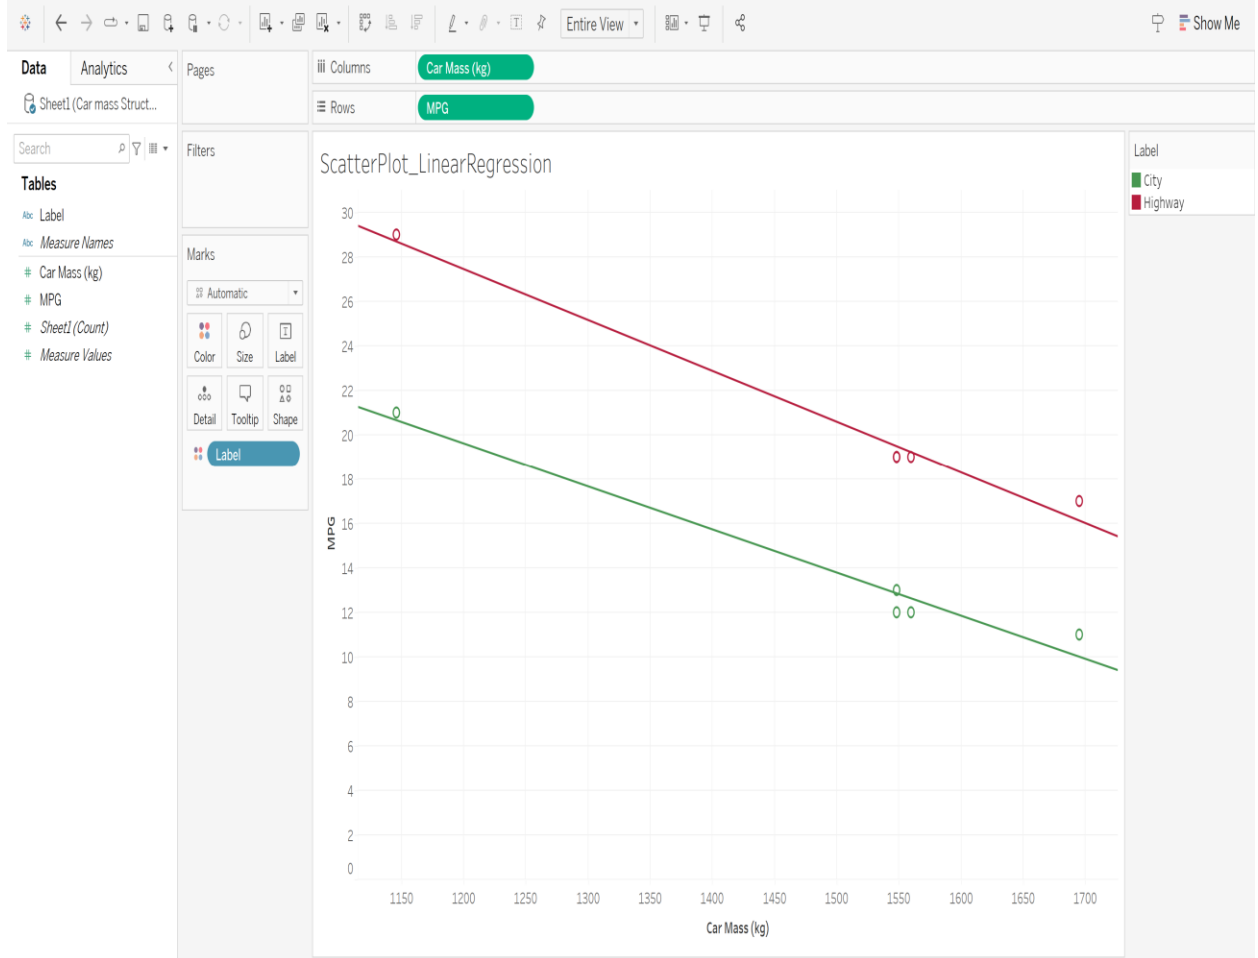 Entire View
Show Me
Data Analytics
Sheet1 (Car mass Struct...
Search
Tables
Abc Label
Abc Measure Names
# Car Mass (kg)
# MPG
# Sheet1 (Count)
# Measure Values
Pages
Filters
Marks
Automatic
Color Size Label
Detail Tooltip Shape
Label
iii Columns Car Mass (kg)
Rows MPG
ScatterPlot_LinearRegression
30
28
26
24
22
20
18
16
14
12
10
8
6
4
2
0
MPG
1150 1200 1250 1300 1350 1400 1450 1500 1550 1600 1650 1700
Car Mass (kg)
Label
City
Highway